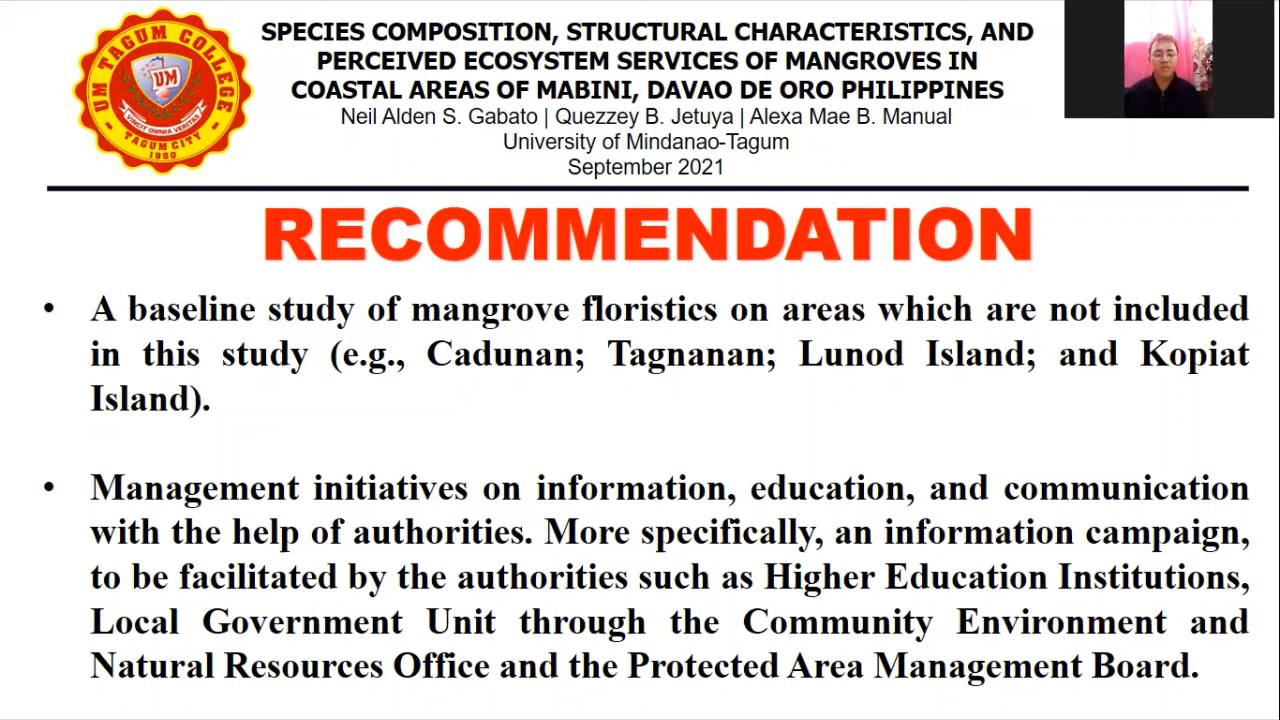 UM TAGUM COLLEGE
UM
VINCIT OMNIA VERITAS
TAGUM CITY
1950
SPECIES COMPOSITION, STRUCTURAL CHARACTERISTICS, AND
PERCEIVED ECOSYSTEM SERVICES OF MANGROVES IN
COASTAL AREAS OF MABINI, DAVAO DE ORO PHILIPPINES
Neil Alden S. Gabato | Quezzey B. Jetuya | Alexa Mae B. Manual
University of Mindanao-Tagum
September 2021
RECOMMENDATION
• A baseline study of mangrove floristics on areas which are not included
in this study (e.g., Cadunan; Tagnanan; Lunod Island; and Kopiat
Island).
• Management initiatives on information, education, and communication
with the help of authorities. More specifically, an information campaign,
to be facilitated by the authorities such as Higher Education Institutions,
Local Government Unit through the Community Environment and
Natural Resources Office and the Protected Area Management Board.